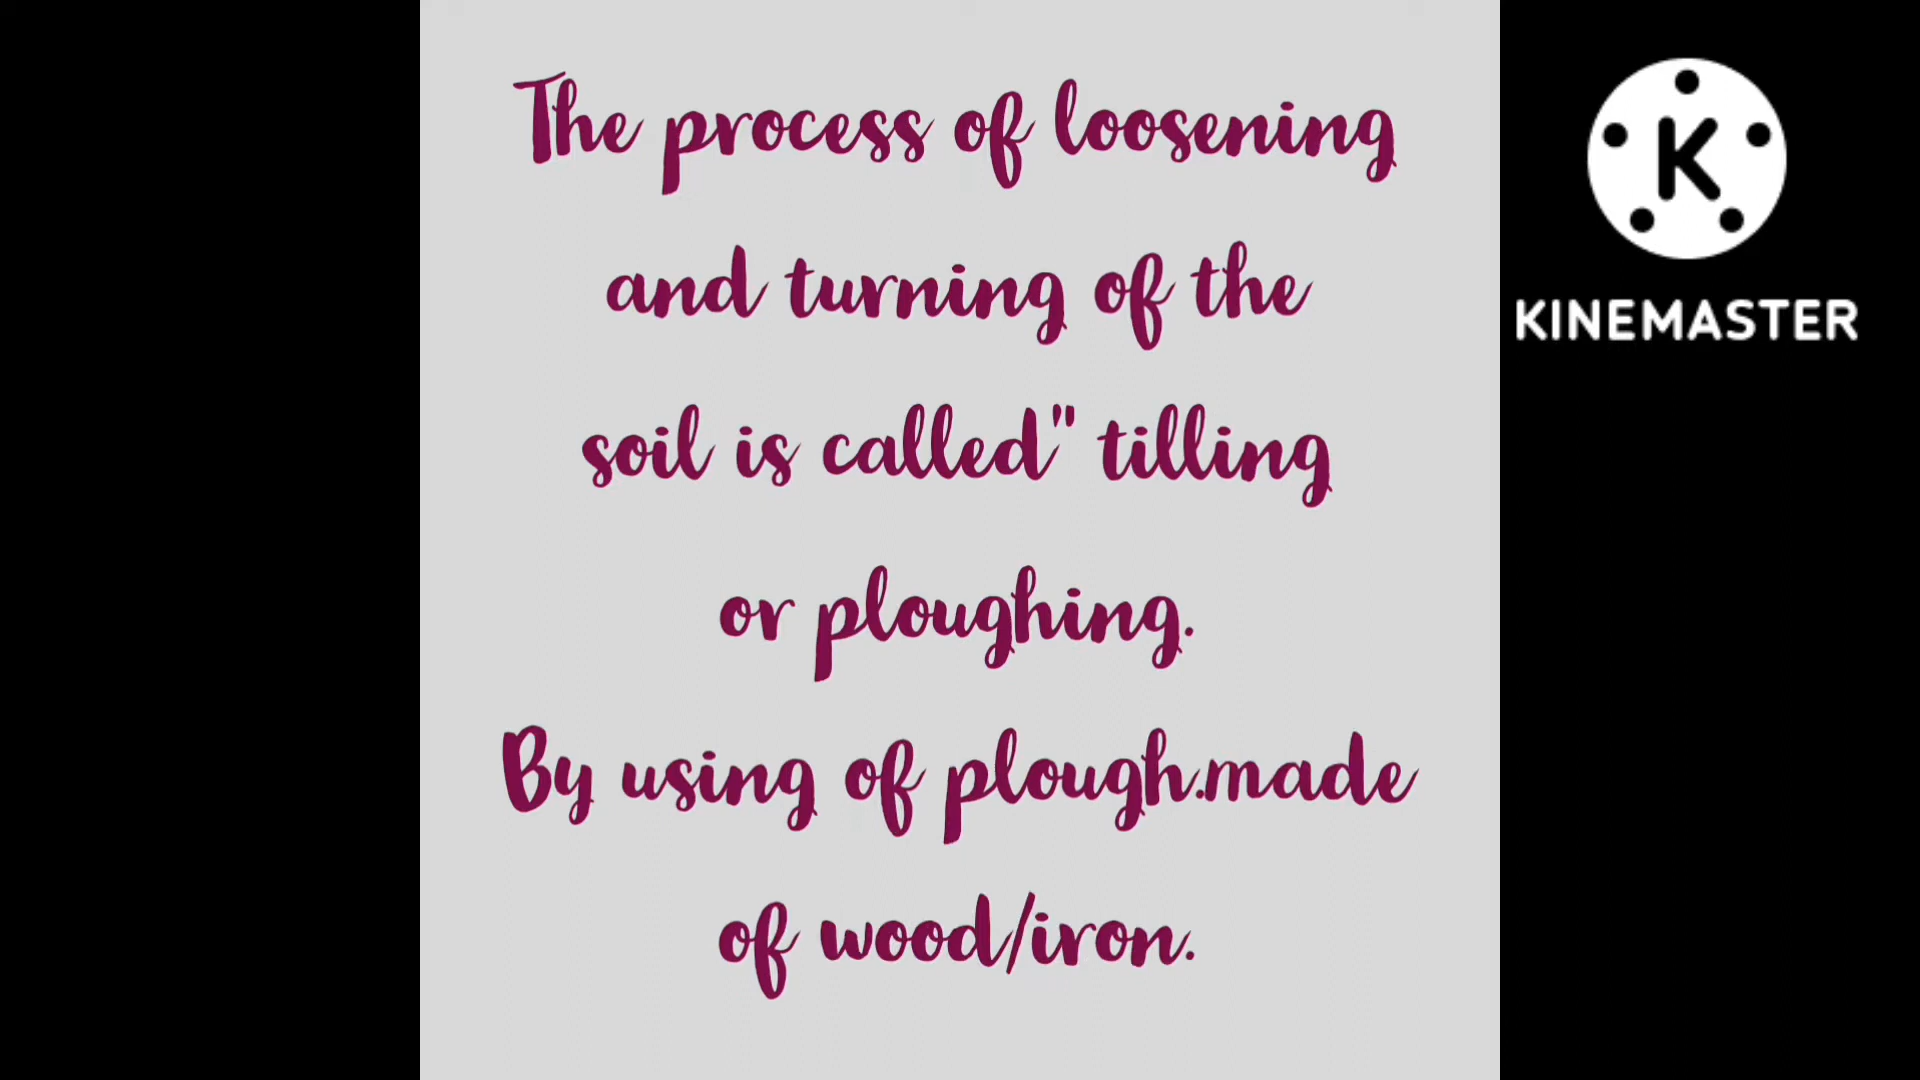 The process of loosening
and turning of the
soil is called" tilling
or ploughing.
By using of plough.made
of wood/iron.
K
KINEMASTER